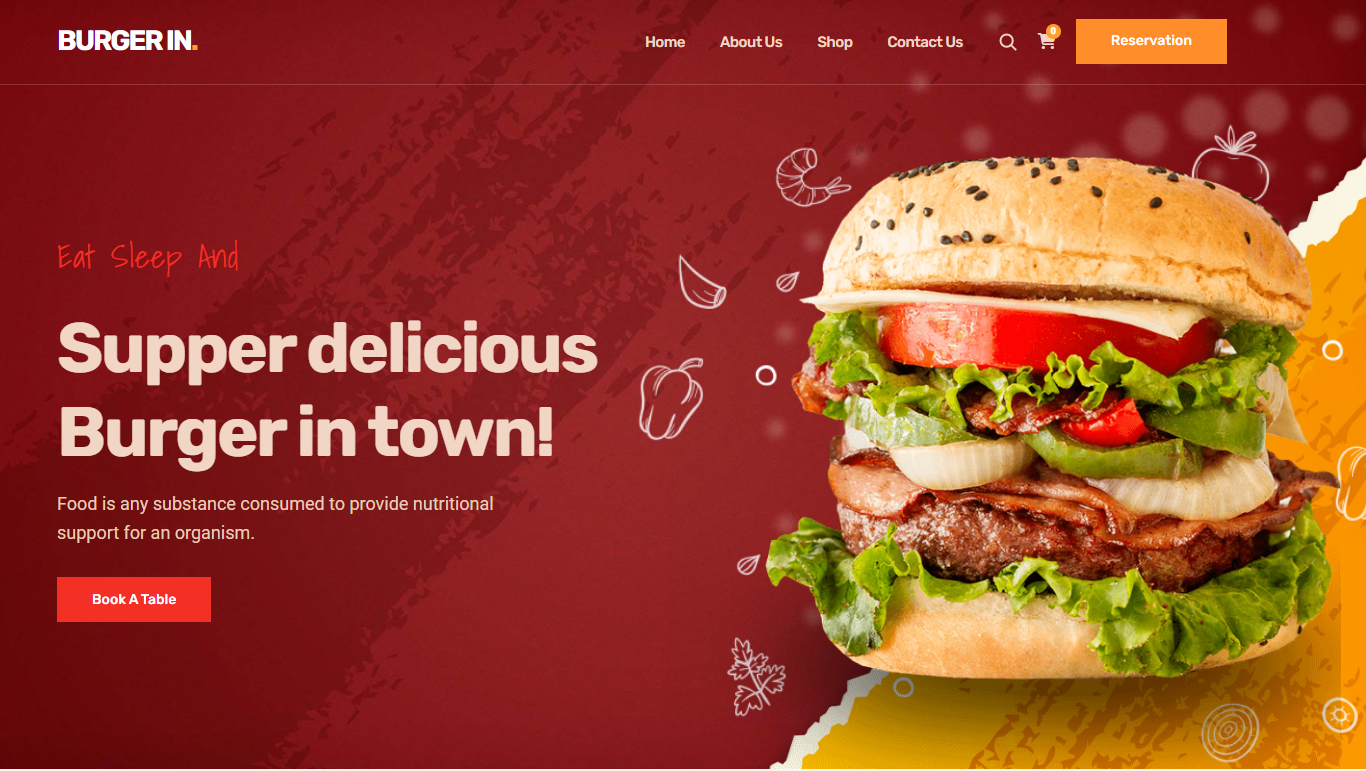 BURGER IN.
Home About Us Shop Contact Us 0 Reservation
Eat Sleep And
Supper delicious
Burger in town!
Food is any substance consumed to provide nutritional
support for an organism.
Book A Table